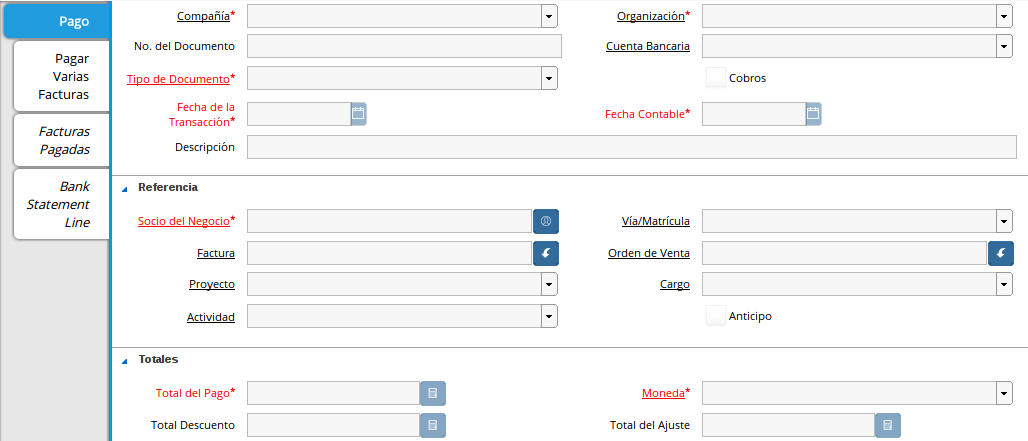 Pago
Pagar
Varias
Facturas
Facturas
Pagadas
Bank
Statement
Line
Compañía*
Organización*
No. del Documento
Cuenta Bancaria
Tipo de Documento*
Cobros
Fecha de la
Transacción*
Fecha Contable*
Descripción
Referencia
Socio del Negocio*
Vía/Matrícula
Factura
Orden de Venta
Proyecto
Cargo
Actividad
Anticipo
Totales
Total del Pago*
Moneda*
Total Descuento
Total del Ajuste